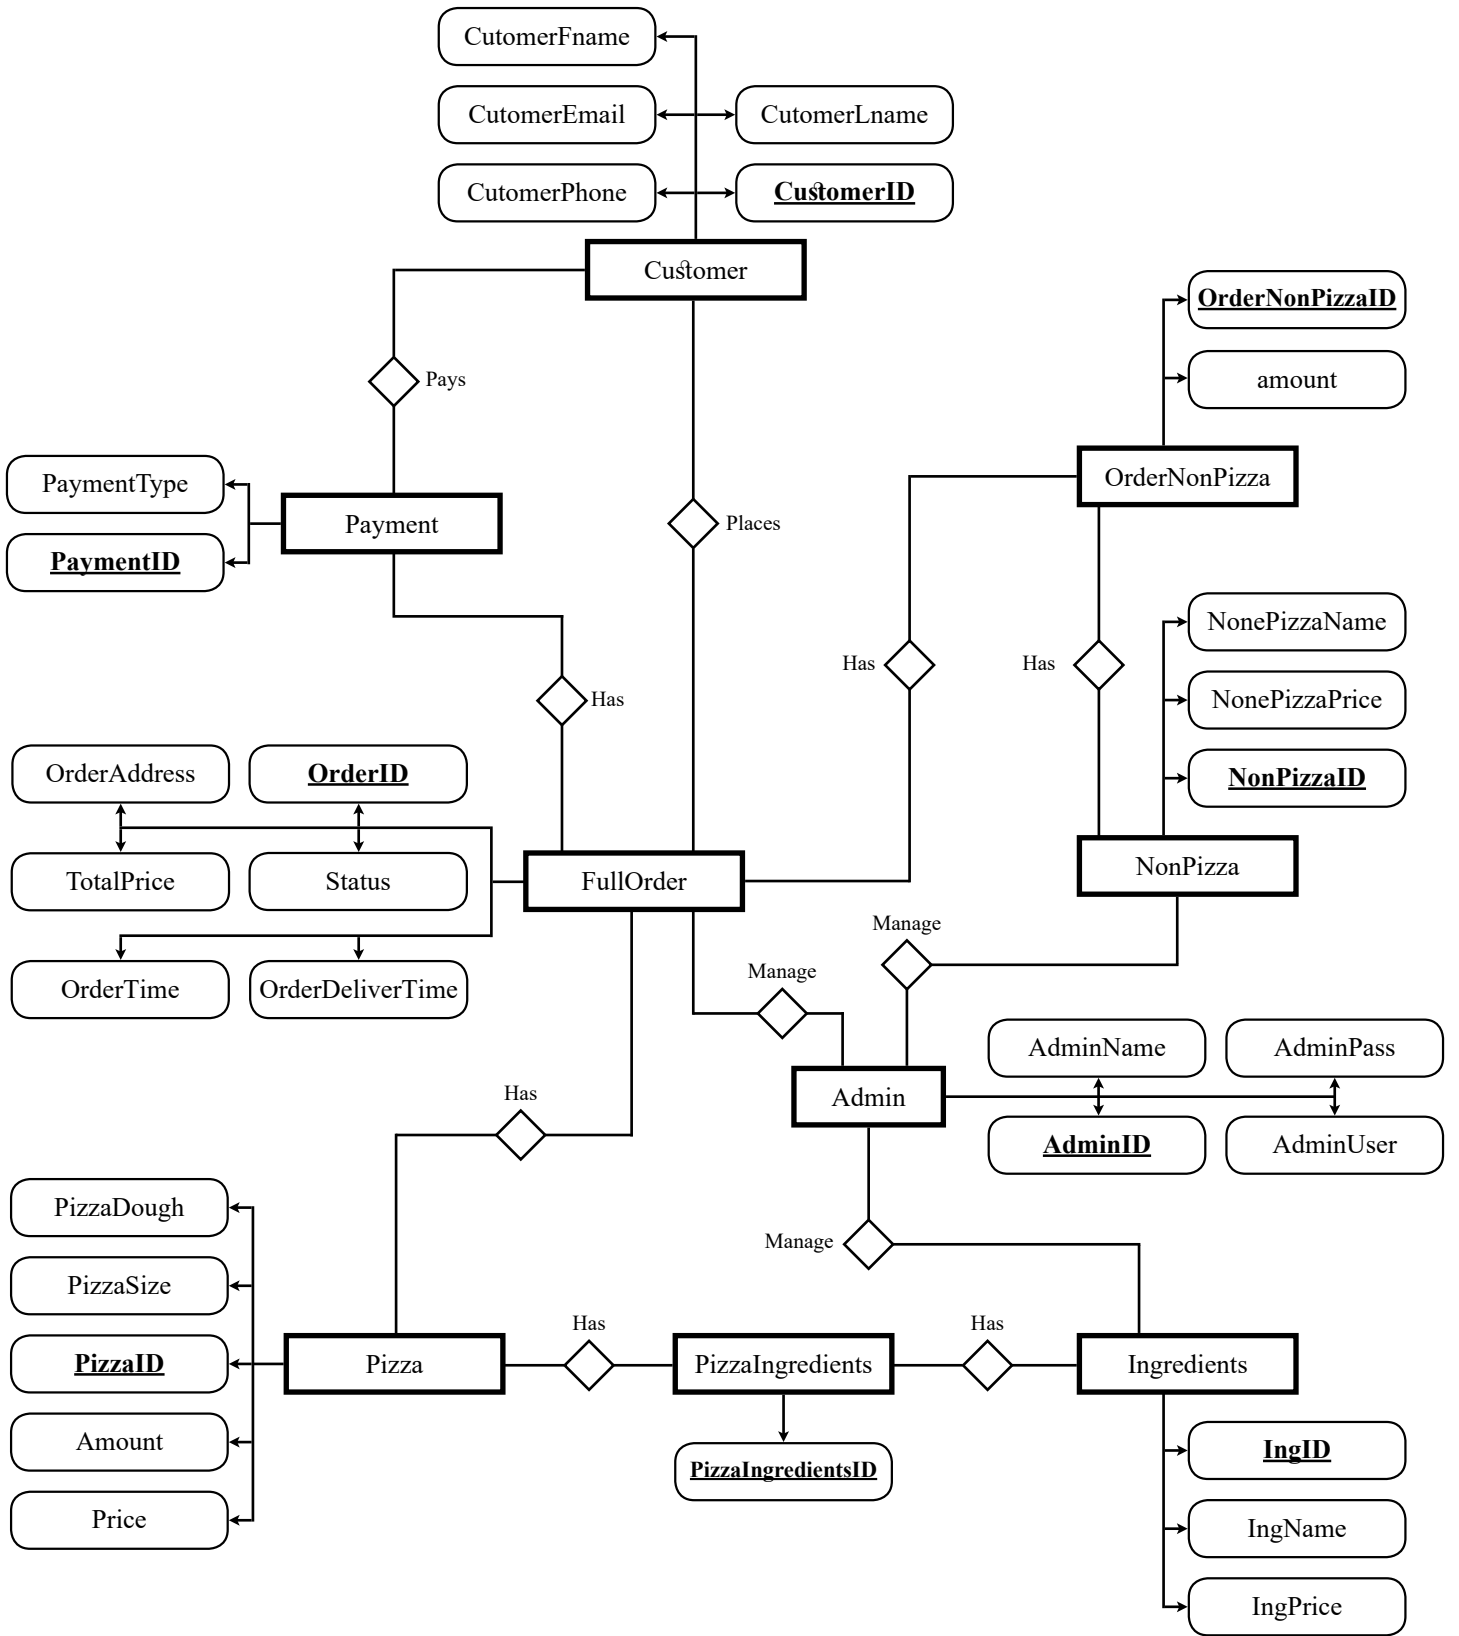 CutomerFname
CutomerEmail
CutomerLname
CutomerPhone
CustomerID
Customer
OrderNonPizzaID
amount
Pays
OrderNonPizza
PaymentType
Payment
Places
PaymentID
NonePizzaName
Has
Has
Has
NonePizzaPrice
OrderAddress
OrderID
NonPizzaID
TotalPrice
Status
FullOrder
NonPizza
Manage
Manage
OrderTime
OrderDeliverTime
AdminName
AdminPass
Admin
Has
AdminID
AdminUser
PizzaDough
Manage
PizzaSize
Has
Has
PizzaID
Pizza
PizzaIngredients
Ingredients
Amount
IngID
PizzaIngredientsID
Price
IngName
IngPrice